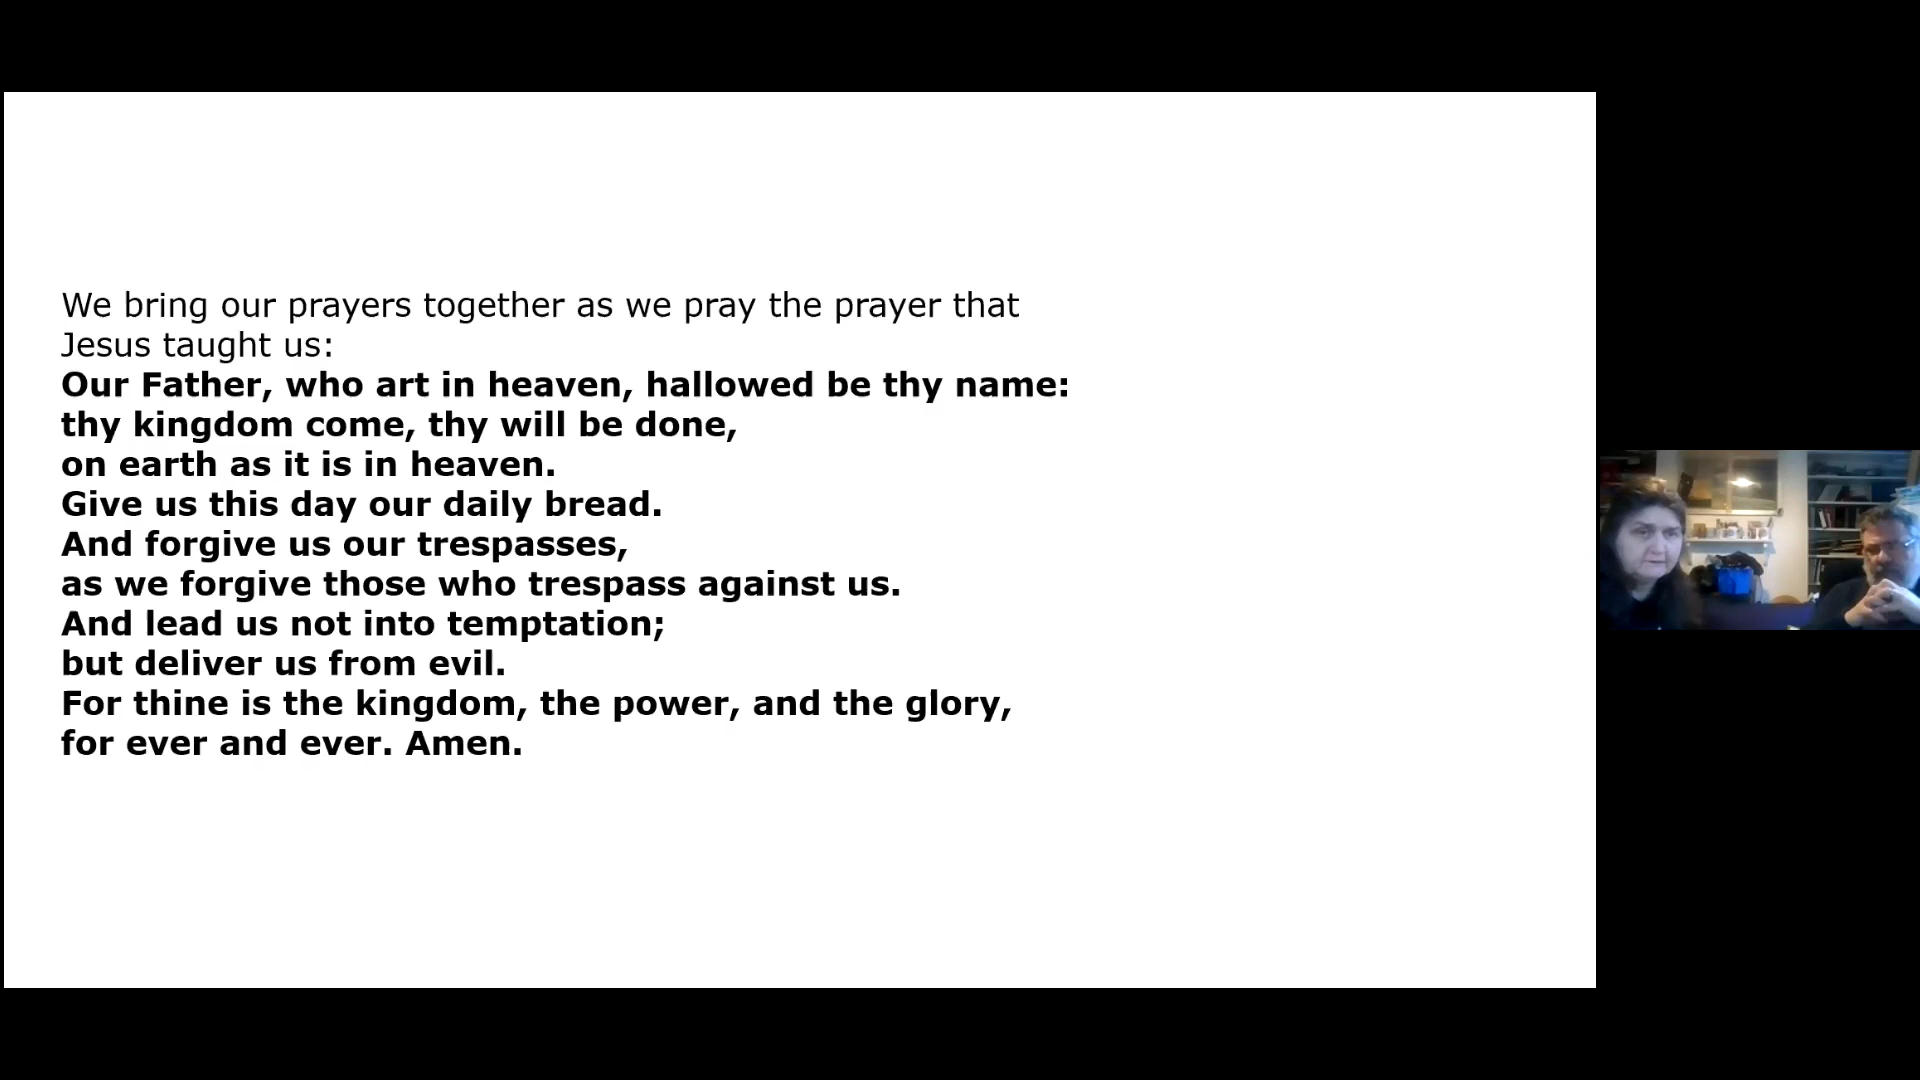 We bring our prayers together as we pray the prayer that
Jesus taught us:
Our Father, who art in heaven, hallowed be thy name:
thy kingdom come, thy will be done,
on earth as it is in heaven.
Give us this day our daily bread.
And forgive us our trespasses,
as we forgive those who trespass against us.
And lead us not into temptation;
but deliver us from evil.
For thine is the kingdom, the power, and the glory,
for ever and ever. Amen.